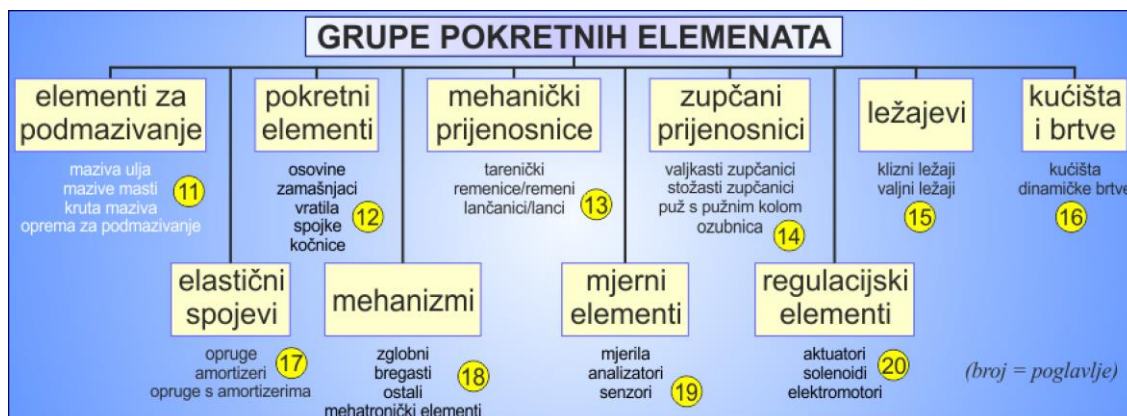 GRUPE POKRETNIH ELEMENATA
elementi za
podmazivanje
maziva ulja
mazive masti
kruta maziva
oprema za podmazivanje
11
pokretni
elementi
osovine
zamašnjaci
vratila
spojke
kočnice
12
mehanički
prijenosnice
tarenički
remenice/remeni
lančanici/lanci
13
zupčani
prijenosnici
valjkasti zupčanici
stožasti zupčanici
puž s pužnim kolom
ozubnica
14
ležajevi
klizni ležaji
valjni ležaji
15
kućišta
i brtve
kućišta
dinamičke brtve
16
elastični
spojevi
opruge
amortizeri
opruge s amortizerima
17
mehanizmi
zglobni
bregasti
ostali
mehatronički elementi
18
mjerni
elementi
mjerila
analizatori
senzori
19
regulacijski
elementi
aktuatori
solenoidi
elektromotori
20
(broj = poglavlje)